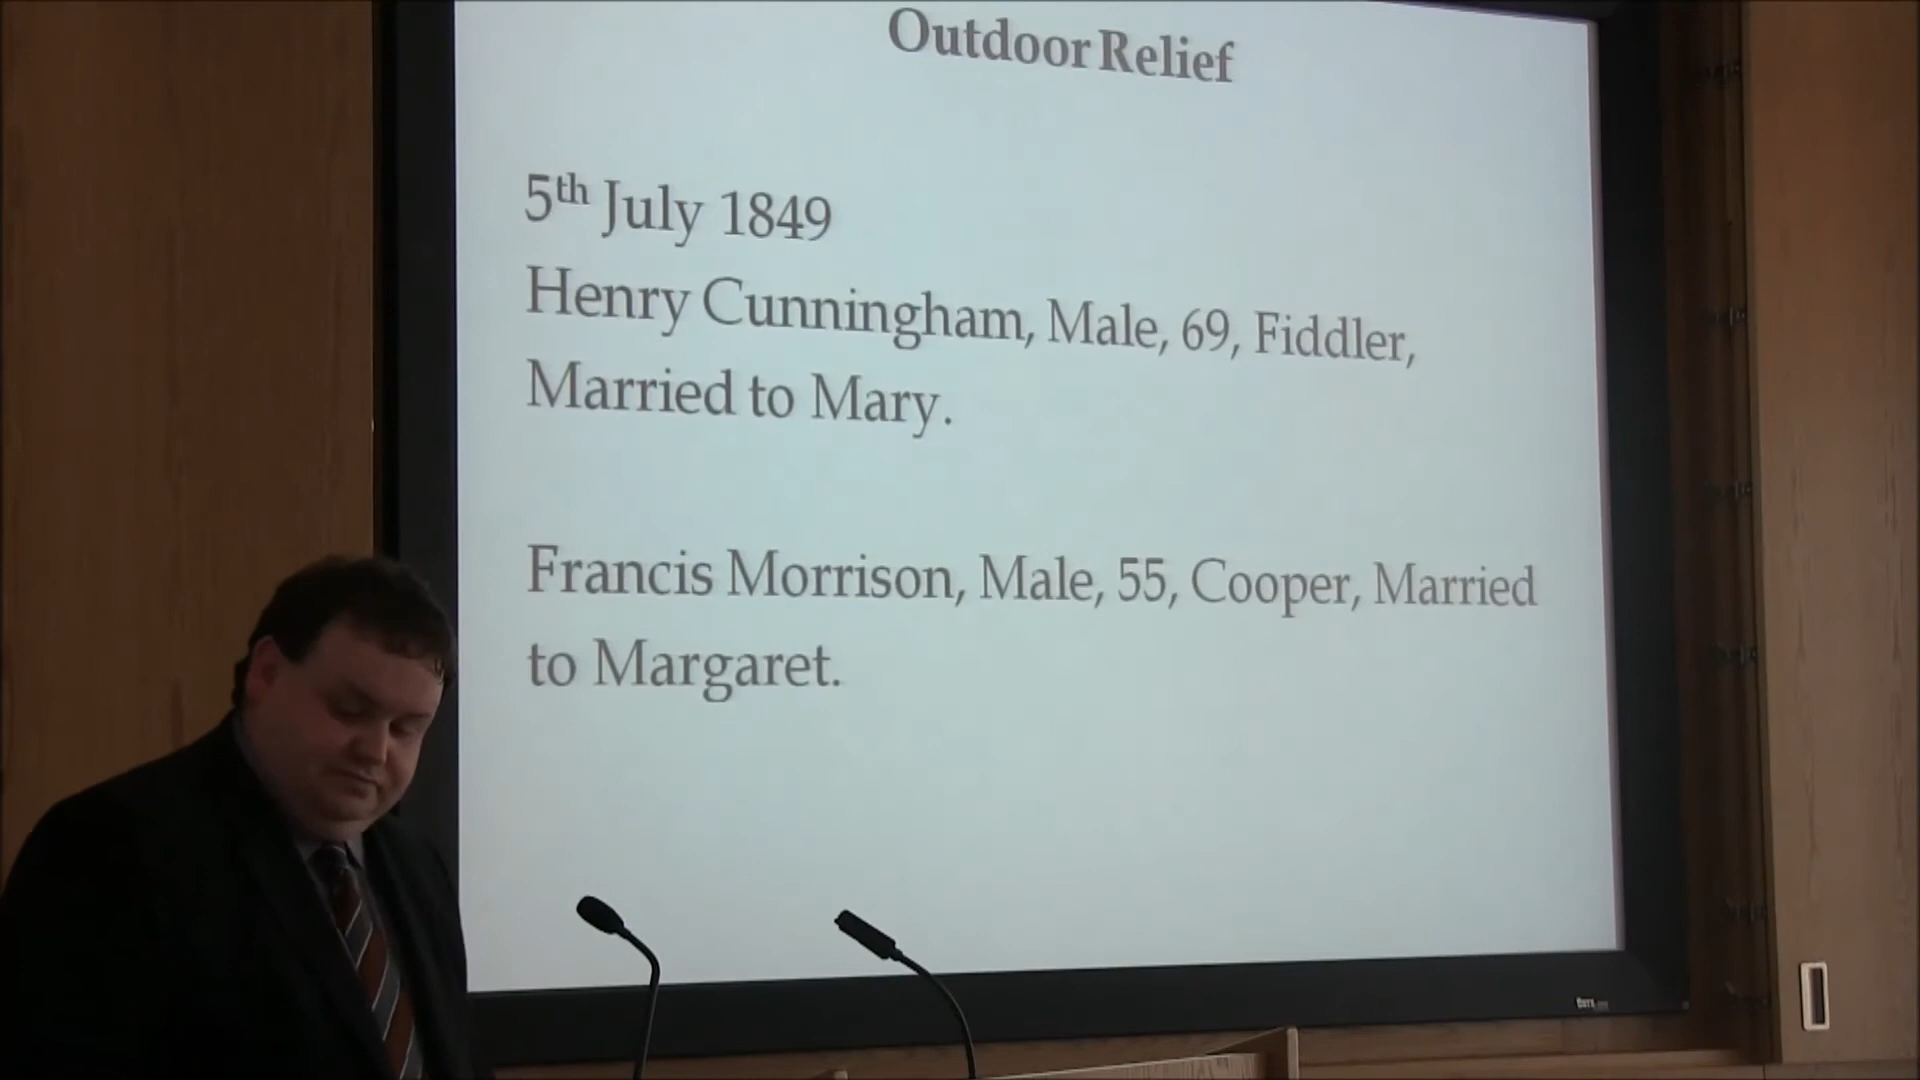 Outdoor Relief
5th July 1849
Henry Cunningham, Male, 69, Fiddler,
Married to Mary.
Francis Morrison, Male, 55, Cooper, Married
to Margaret.